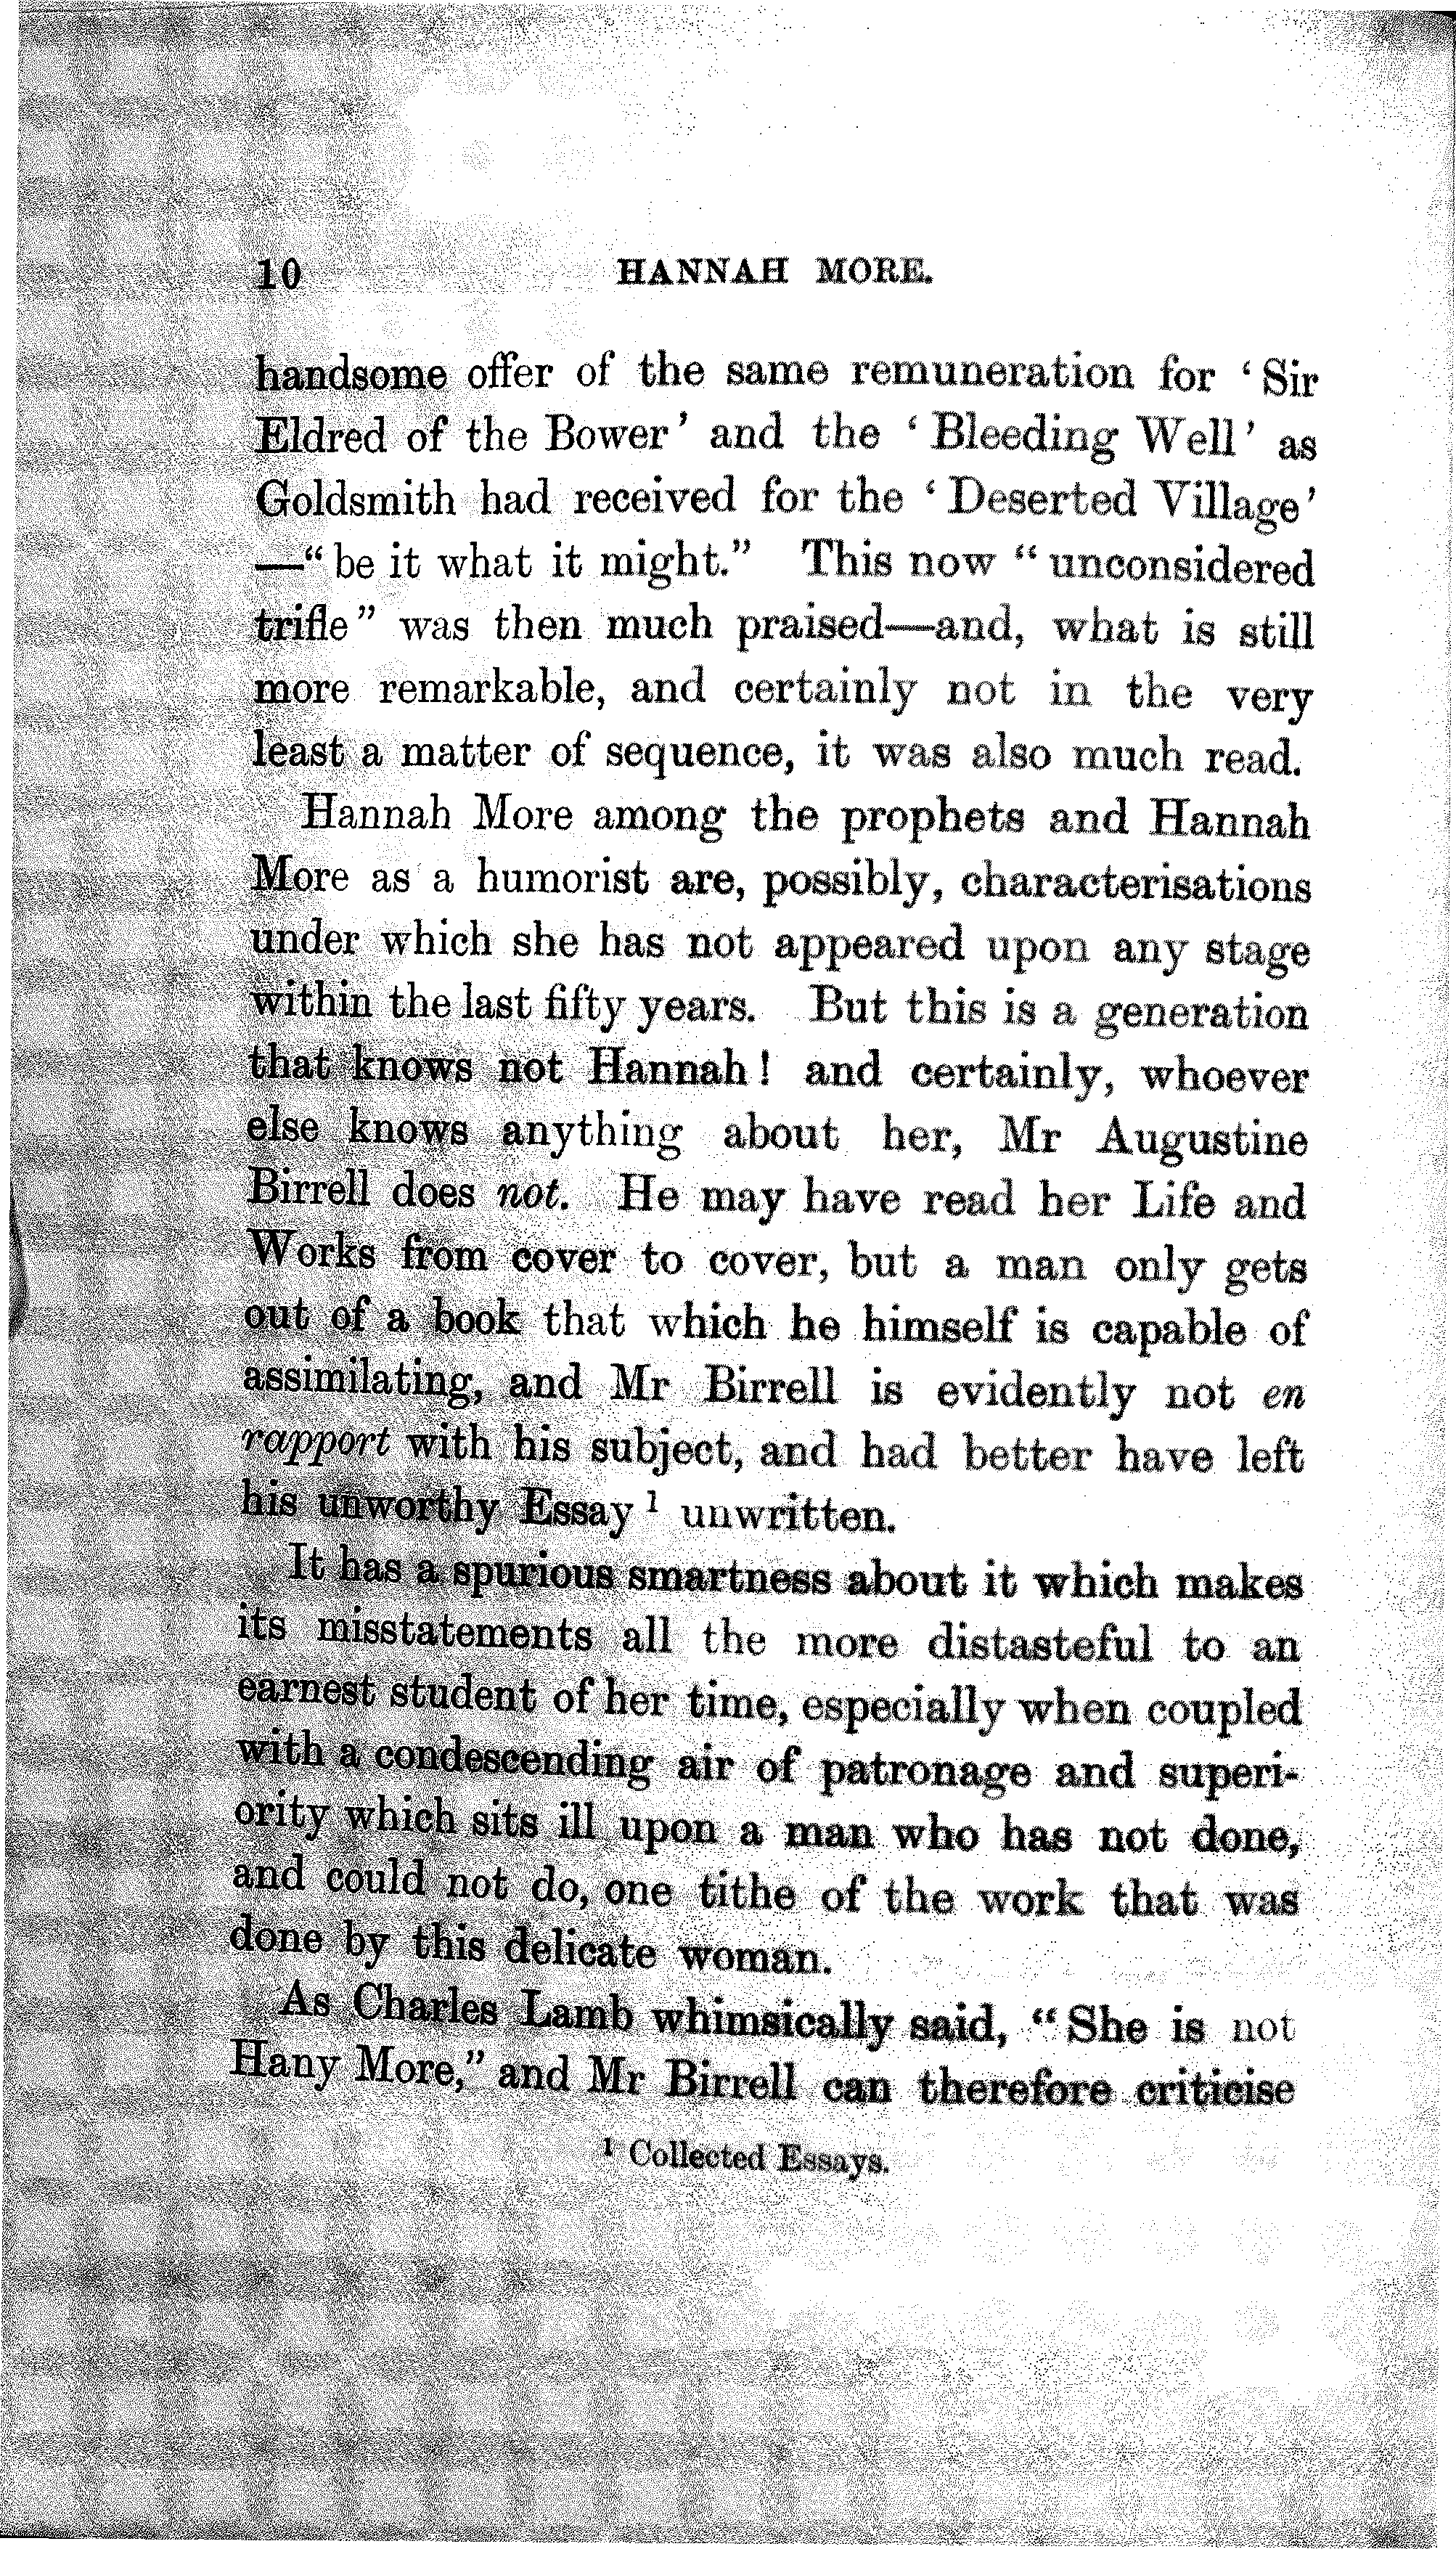 10 HANNAH MORE.
handsome offer of the same remuneration for ‘Sir
Eldred of the Bower’ and the ‘Bleeding Well’ as
Goldsmith had received for the ‘Deserted Village’
—“be it what it might.” This now “unconsidered
trifle” was then much praised—and, what is still
more remarkable, and certainly not in the very
least a matter of sequence, it was also much read.
Hannah More among the prophets and Hannah
More as a humorist are, possibly, characterisations
under which she has not appeared upon any stage
within the last fifty years. But this is a generation
that knows not Hannah! and certainly, whoever
else knows anything about her, Mr Augustine
Birrell does not. He may have read her Life and
Works from cover to cover, but a man only gets
out of a book that which he himself is capable of
assimilating, and Mr Birrell is evidently not en
rapport with his subject, and had better have left
his unworthy Essay¹ unwritten.
It has a spurious smartness about it which makes
its misstatements all the more distasteful to an
earnest student of her time, especially when coupled
with a condescending air of patronage and superi-
ority which sits ill upon a man who has not done,
and could not do, one tithe of the work that was
done by this delicate woman.
As Charles Lamb whimsically said, “She is not
Hany More,” and Mr Birrell can therefore criticise
¹ Collected Essays.